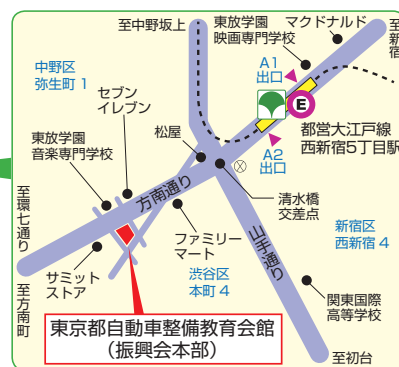 至中野坂上
東放学園
映画専門学校
マクドナルド
至新宿
中野区
弥生町1
A1
出口
セブン
イレブン
E
都営大江戸線
西新宿5丁目駅
松屋
A2
出口
東放学園
音楽専門学校
方南通り
清水橋
交差点
至環七通り
ファミリー
マート
山手通り
新宿区
西新宿4
サミット
ストア
渋谷区
本町4
至方南町
関東国際
高等学校
東京都自動車整備教育会館
(振興会本部)
至初台